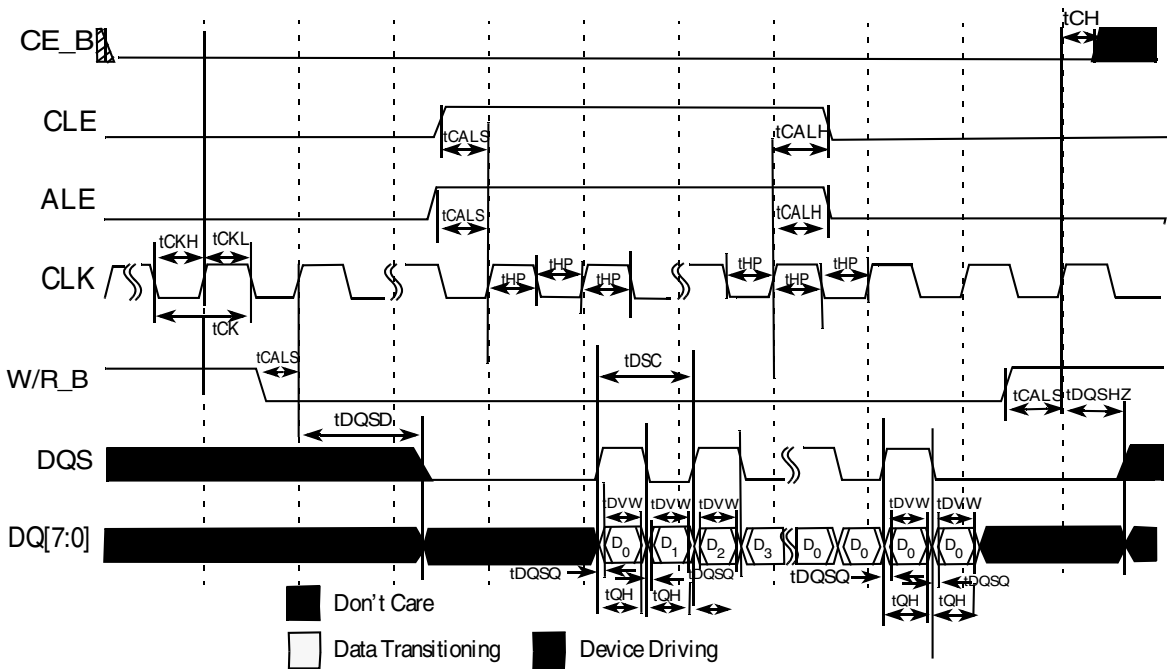 CE_B
tCH
CLE
tCALS
tCALH
ALE
tCALS
tCALH
tCKH
tCKL
CLK
tHP
tHP
tHP
tHP
tHP
tHP
tCK
tCALS
tDSC
W/R_B
tCALS
tDQSHZ
tDQSD
DQS
tDVW
tDVW
tDVW
tDVW
tDVW
DQ[7:0]
D0
D1
D2
D3
D0
D0
D0
D0
tDQSQ
tDQSQ
tDQSQ
tDQSQ
tQH
tQH
tQH
tQH
Don't Care
Data Transitioning
Device Driving